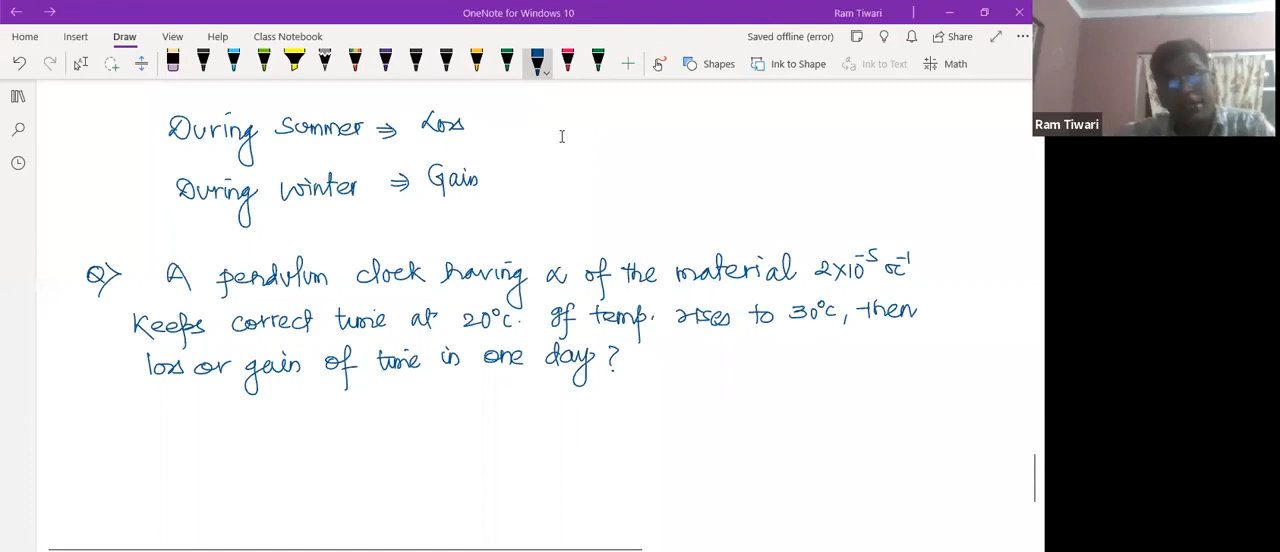 OneNote for Windows 10
Ram Tiwari
Home Insert Draw View Help Class Notebook
Saved offline (error)
Share
Shapes
Ink to Shape
Ink to Text
Math
Ram Tiwari
During Summer ⇒ Loss
During winter ⇒ Gain
Q> A pendulum clock having α of the material 2×10⁻⁵ °C⁻¹
Keeps correct time at 20°C. If temp. rises to 30°C, then
loss or gain of time in one day?